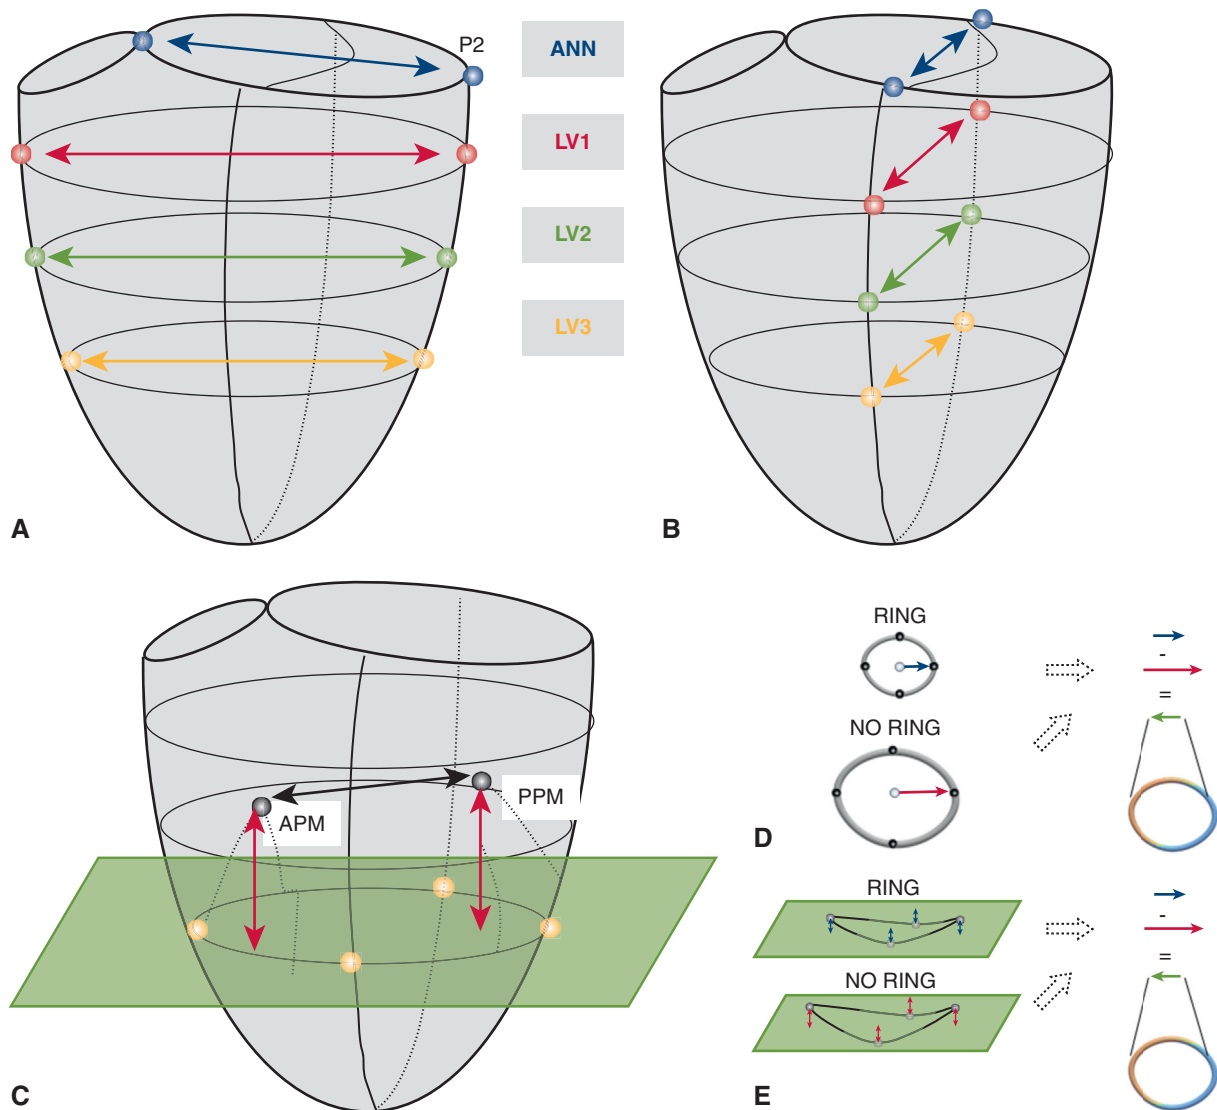 P2
ANN
LV1
LV2
LV3
A
B
APM
PPM
C
RING
-
=
NO RING
D
RING
-
=
NO RING
E